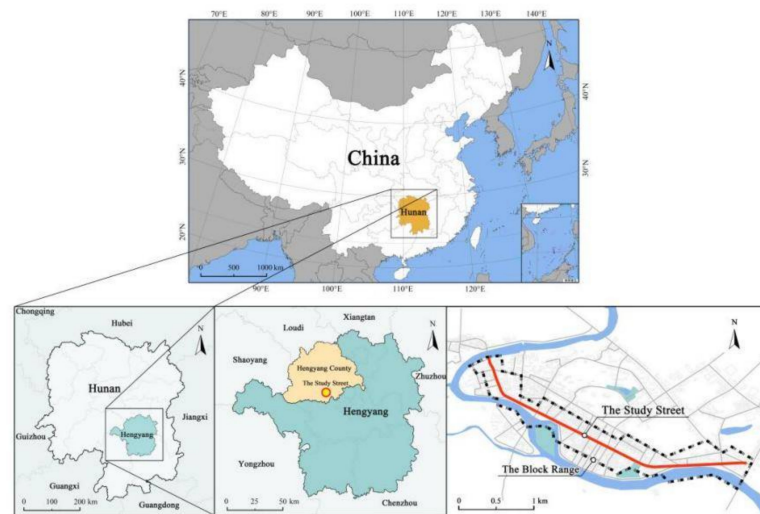 70°E 80°E 90°E 100°E 110°E 120°E 130°E 140°E
N
40°N
40°N
China
30°N
30°N
Hunan
20°N
20°N
0 500 1000 km
90°E 100°E 110°E 120°E
Chongqing
Hubei
N
Hunan
Jiangxi
Hengyang
Guizhou
Guangxi
Guangdong
0 100 200 km
Xiangtan
Loudi
N
Shaoyang
Hengyang County
Zhuzhou
The Study Street
Hengyang
Yongzhou
Chenzhou
0 25 50 km
N
The Study Street
The Block Range
0 0.5 1 km